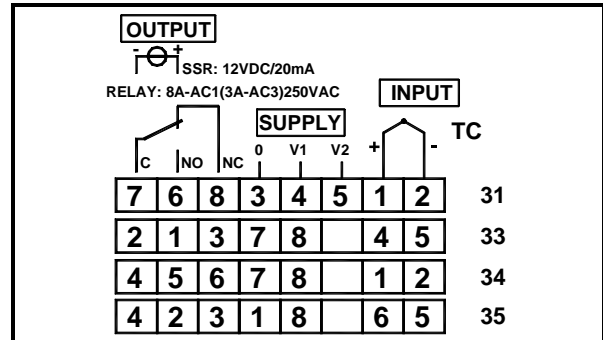 OUTPUT
- +
SSR: 12VDC/20mA
RELAY: 8A-AC1(3A-AC3)250VAC
INPUT
SUPPLY
TC
0 V1 V2 + -
C NO NC
7 6 8 3 4 5 1 2 31
2 1 3 7 8 4 5 33
4 5 6 7 8 1 2 34
4 2 3 1 8 6 5 35